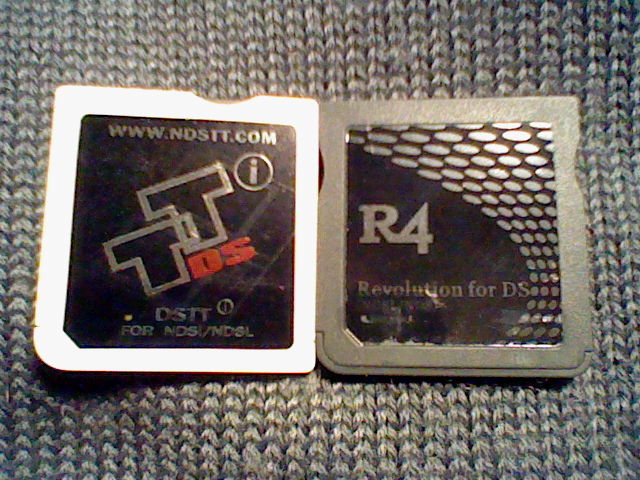 WWW.NDSTT.COM
i
TT
DS
DSTT i
FOR NDSi/NDSL
R4
Revolution for DS